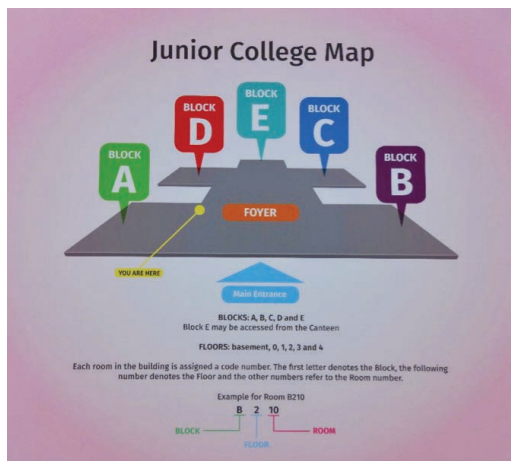 Junior College Map
BLOCK
E
BLOCK
D
BLOCK
C
BLOCK
A
BLOCK
B
FOYER
YOU ARE HERE
Main Entrance
BLOCKS: A, B, C, D and E
Block E may be accessed from the Canteen
FLOORS: basement, 0, 1, 2, 3 and 4
Each room in the building is assigned a code number. The first letter denotes the Block, the following
number denotes the Floor and the other numbers refer to the Room number.
Example for Room B210
B 2 10
BLOCK ROOM
FLOOR